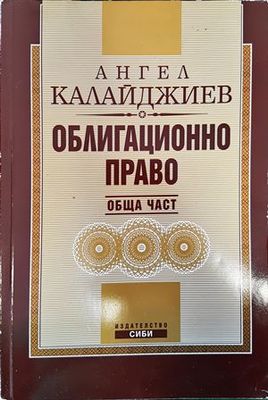 АНГЕЛ
КАЛАЙДЖИЕВ
ОБЛИГАЦИОННО
ПРАВО
ОБЩА ЧАСТ
ИЗДАТЕЛСТВО
СИБИ